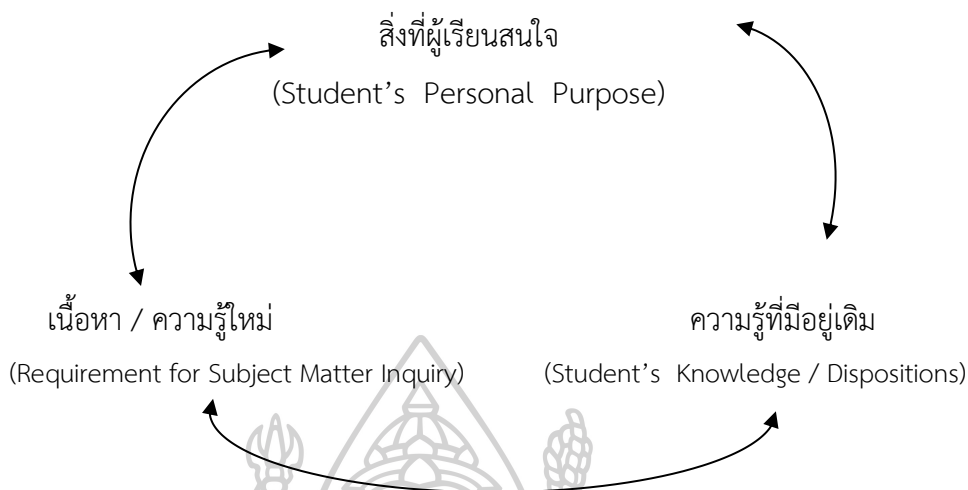 สิ่งที่ผู้เรียนสนใจ
(Student’s Personal Purpose)
เนื้อหา / ความรู้ใหม่
(Requirement for Subject Matter Inquiry)
ความรู้ที่มีอยู่เดิม
(Student’s Knowledge / Dispositions)